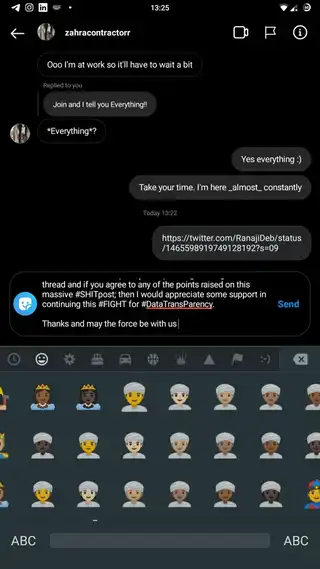 13:25
zahracontractorr
Ooo I'm at work so it'll have to wait a bit
Replied to you
Join and I tell you Everything!!
*Everything*?
Yes everything :)
Take your time. I'm here _almost_ constantly
Today 13:22
https://twitter.com/RanajiDeb/status
/1465598919749128192?s=09
thread and if you agree to any of the points raised on this
massive #SHITpost; then I would appreciate some support in
continuing this #FIGHT for #DataTransParency.
Send
Thanks and may the force be with us
:-)
ABC
ABC